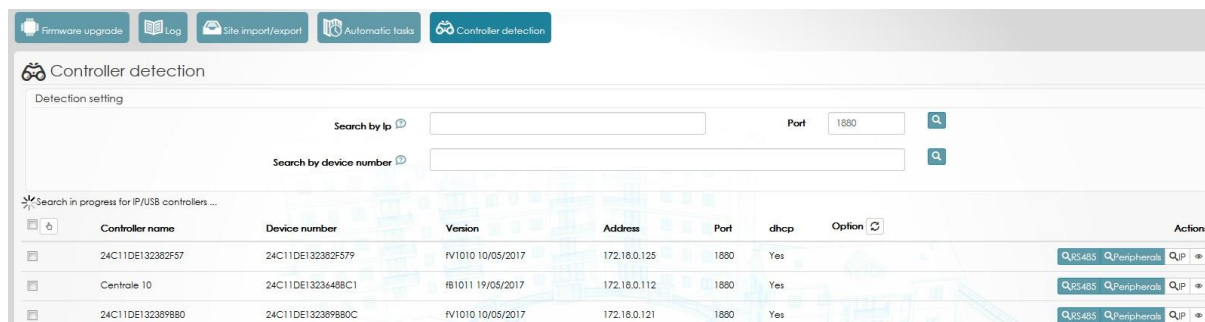 Firmware upgrade Log Site import/export Automatic tasks Controller detection
Controller detection
Detection setting
Search by Ip Port 1880
Search by device number
Search in progress for IP/USB controllers ...
Controller name Device number Version Address Port dhcp Option Actions
24C11DE132382F57 24C11DE132382F579 fV1010 10/05/2017 172.18.0.125 1880 Yes RS485 Peripherals IP
Centrale 10 24C11DE1323648BC1 fB1011 19/05/2017 172.18.0.112 1880 Yes RS485 Peripherals IP
24C11DE132389BB0 24C11DE132389BB0C fV1010 10/05/2017 172.18.0.121 1880 Yes RS485 Peripherals IP